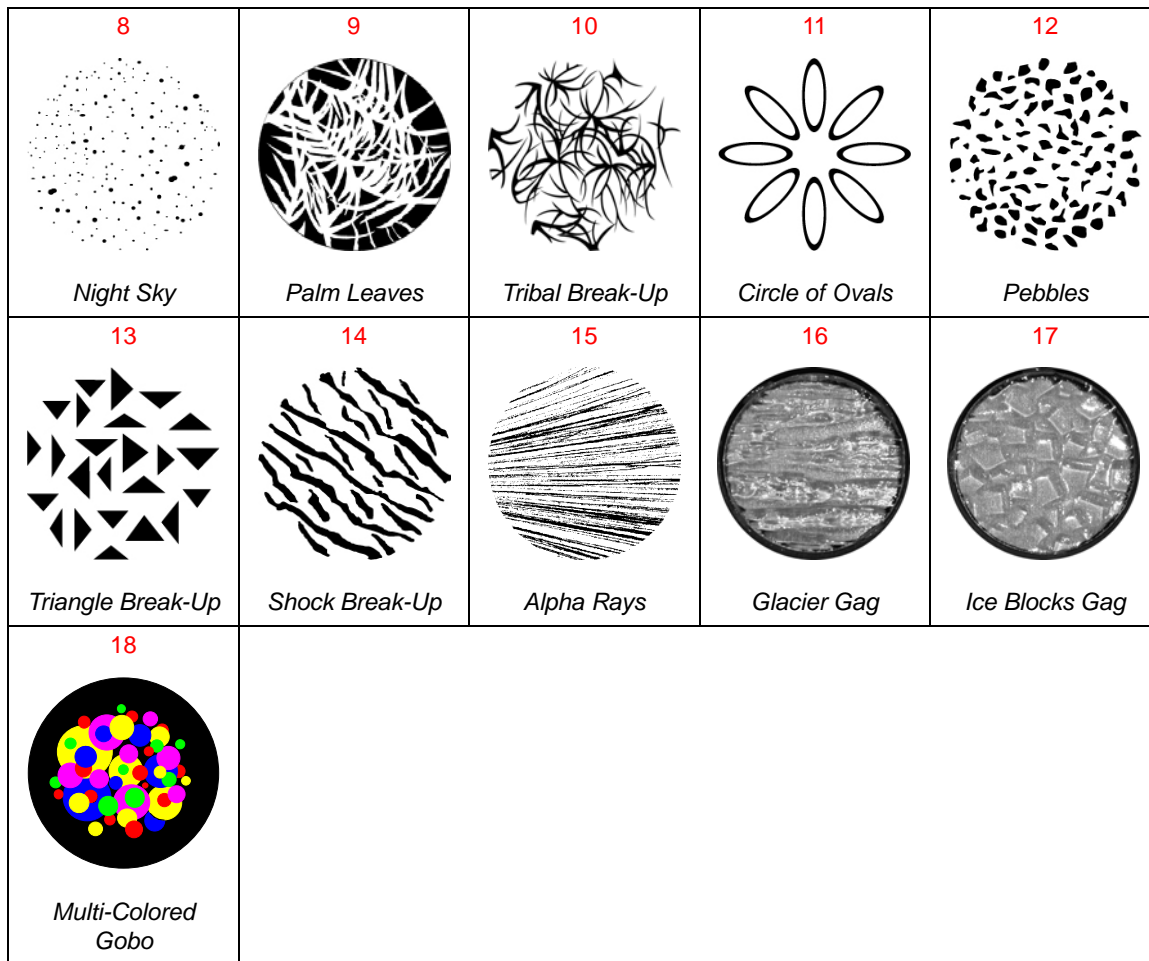 8 9 10 11 12
Night Sky Palm Leaves Tribal Break-Up Circle of Ovals Pebbles
13 14 15 16 17
Triangle Break-Up Shock Break-Up Alpha Rays Glacier Gag Ice Blocks Gag
18
Multi-Colored
Gobo